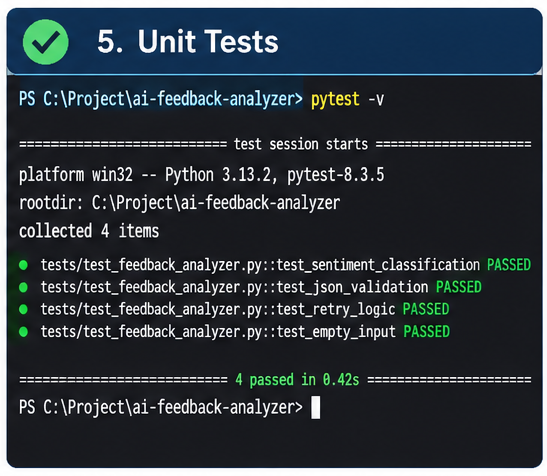 5. Unit Tests
PS C:\Project\ai-feedback-analyzer> pytest -v
========================== test session starts ====================
platform win32 -- Python 3.13.2, pytest-8.3.5
rootdir: C:\Project\ai-feedback-analyzer
collected 4 items
● tests/test_feedback_analyzer.py::test_sentiment_classification PASSED
● tests/test_feedback_analyzer.py::test_json_validation PASSED
● tests/test_feedback_analyzer.py::test_retry_logic PASSED
● tests/test_feedback_analyzer.py::test_empty_input PASSED
========================== 4 passed in 0.42s =====================
PS C:\Project\ai-feedback-analyzer>